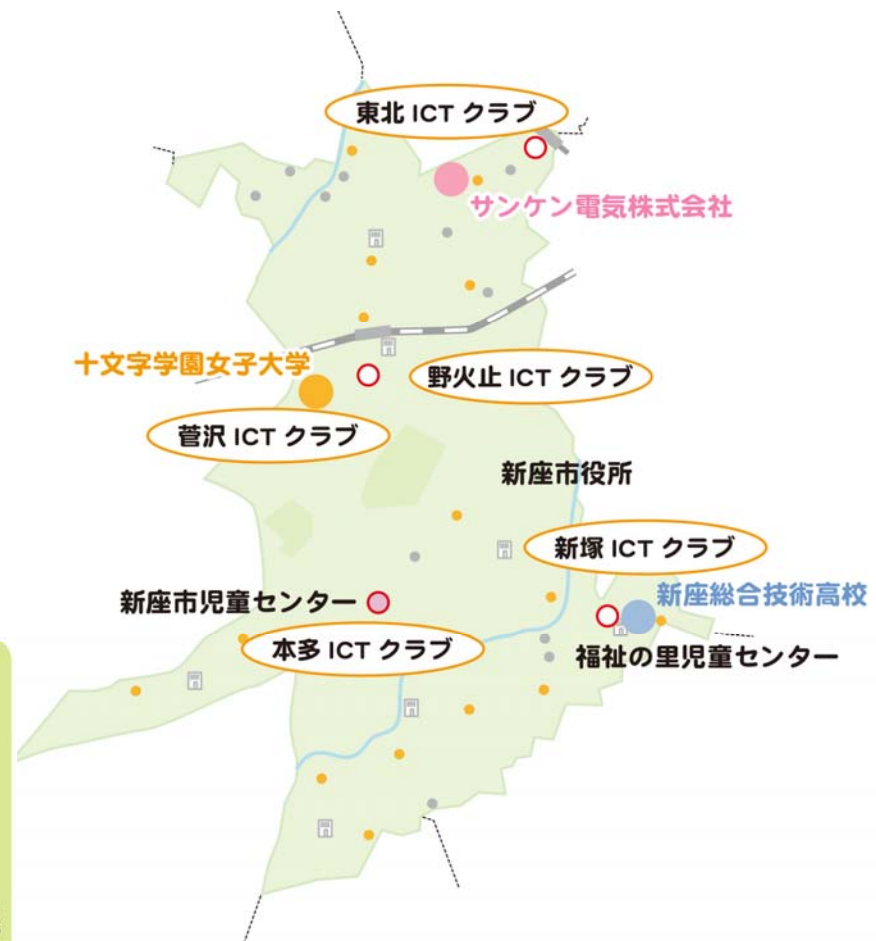 東北 ICT クラブ
サンケン電気株式会社
十文字学園女子大学
野火止 ICT クラブ
菅沢 ICT クラブ
新座市役所
新塚 ICT クラブ
新座市児童センター
新座総合技術高校
本多 ICT クラブ
福祉の里児童センター